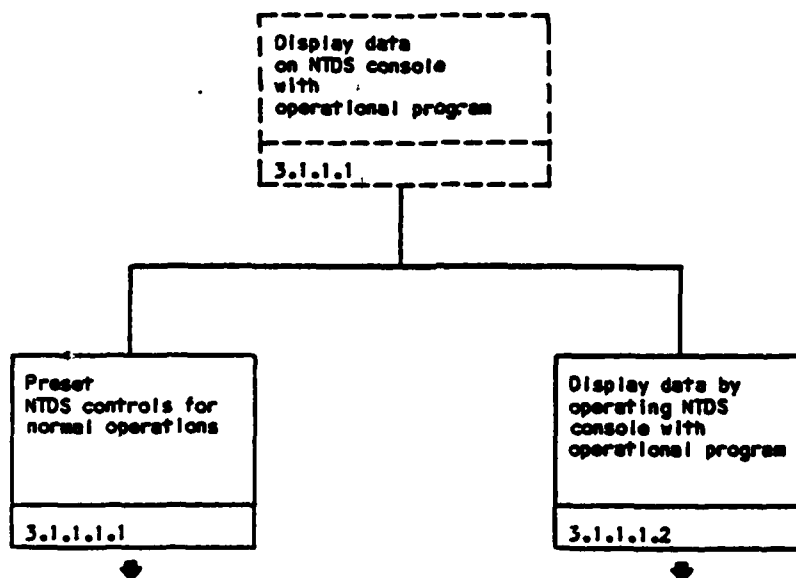 Display data
on NTDS console
with
operational program
3.1.1.1
Preset
NTDS controls for
normal operations
3.1.1.1.1
Display data by
operating NTDS
console with
operational program
3.1.1.1.2